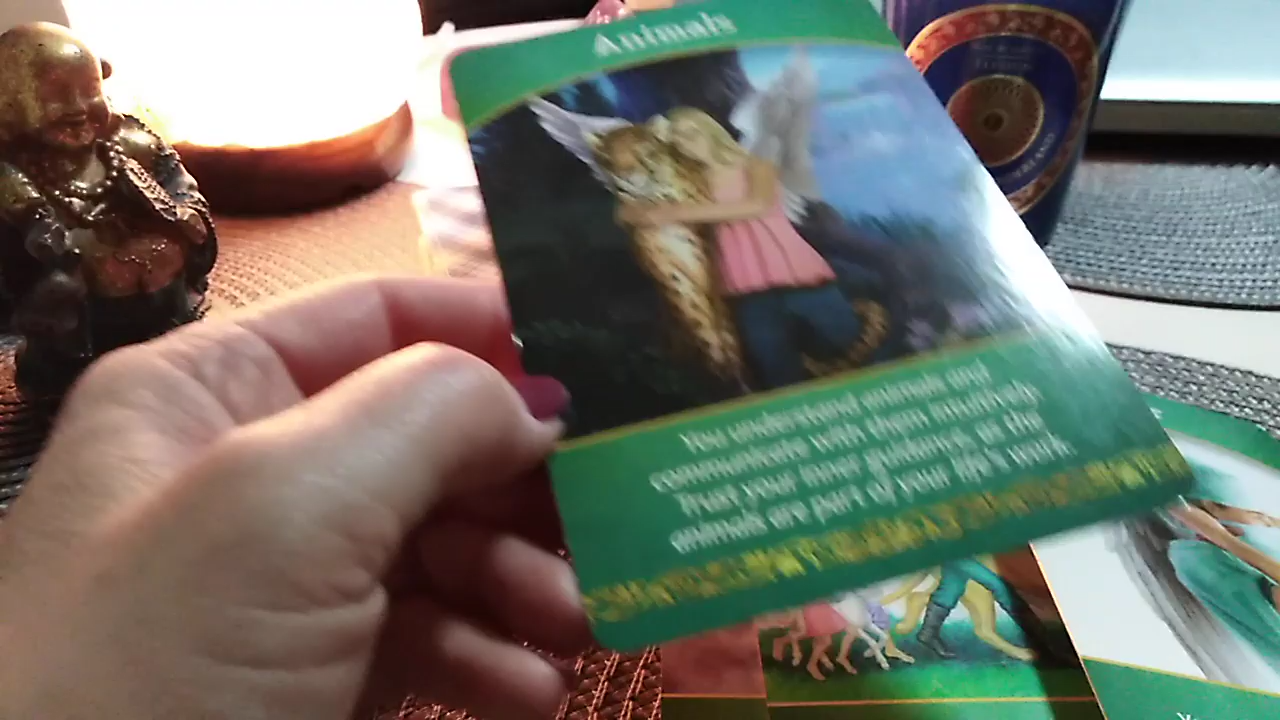 Animals
You understand animals and
communicate with them intuitively.
Trust your inner guidance, as the
animals are part of your life's work.